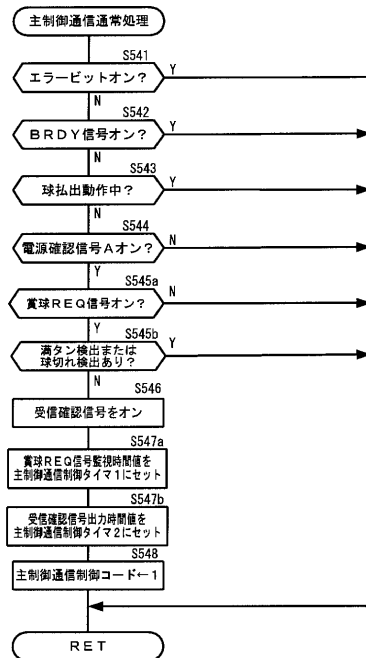 主制御通信通常処理
S541
エラービットオン?
Y
N
S542
BRDY信号オン?
Y
N
S543
球払出動作中?
Y
N
S544
電源確認信号Aオン?
N
Y
S545a
賞球REQ信号オン?
N
Y
S545b
満タン検出または
球切れ検出あり?
Y
N
S546
受信確認信号をオン
S547a
賞球REQ信号監視時間値を
主制御通信制御タイマ1にセット
S547b
受信確認信号出力時間値を
主制御通信制御タイマ2にセット
S548
主制御通信制御コード←1
RET